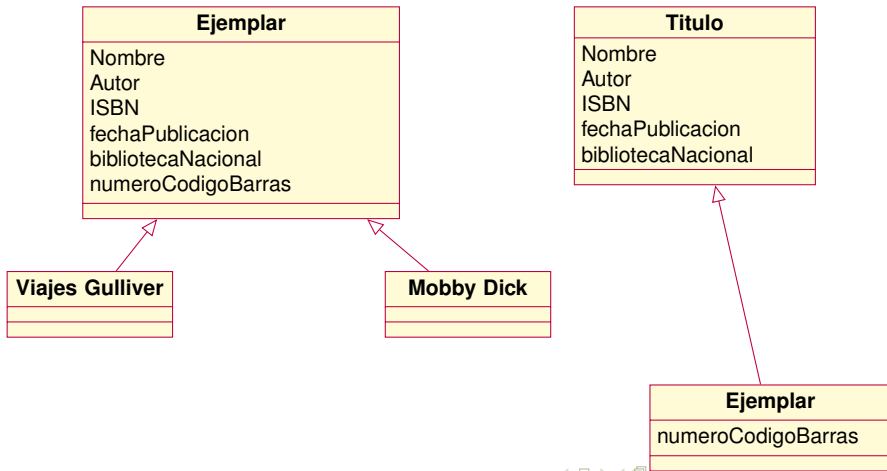 Ejemplar
Nombre
Autor
ISBN
fechaPublicacion
bibliotecaNacional
numeroCodigoBarras
Viajes Gulliver
Mobby Dick
Titulo
Nombre
Autor
ISBN
fechaPublicacion
bibliotecaNacional
Ejemplar
numeroCodigoBarras